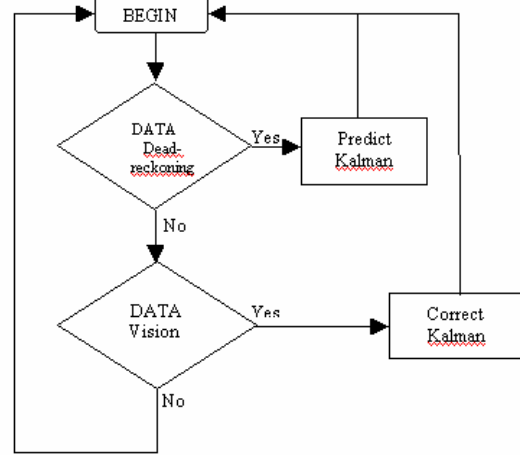 BEGIN
DATA
Dead-
reckoning
Yes
Predict
Kalman
No
DATA
Vision
Yes
Correct
Kalman
No